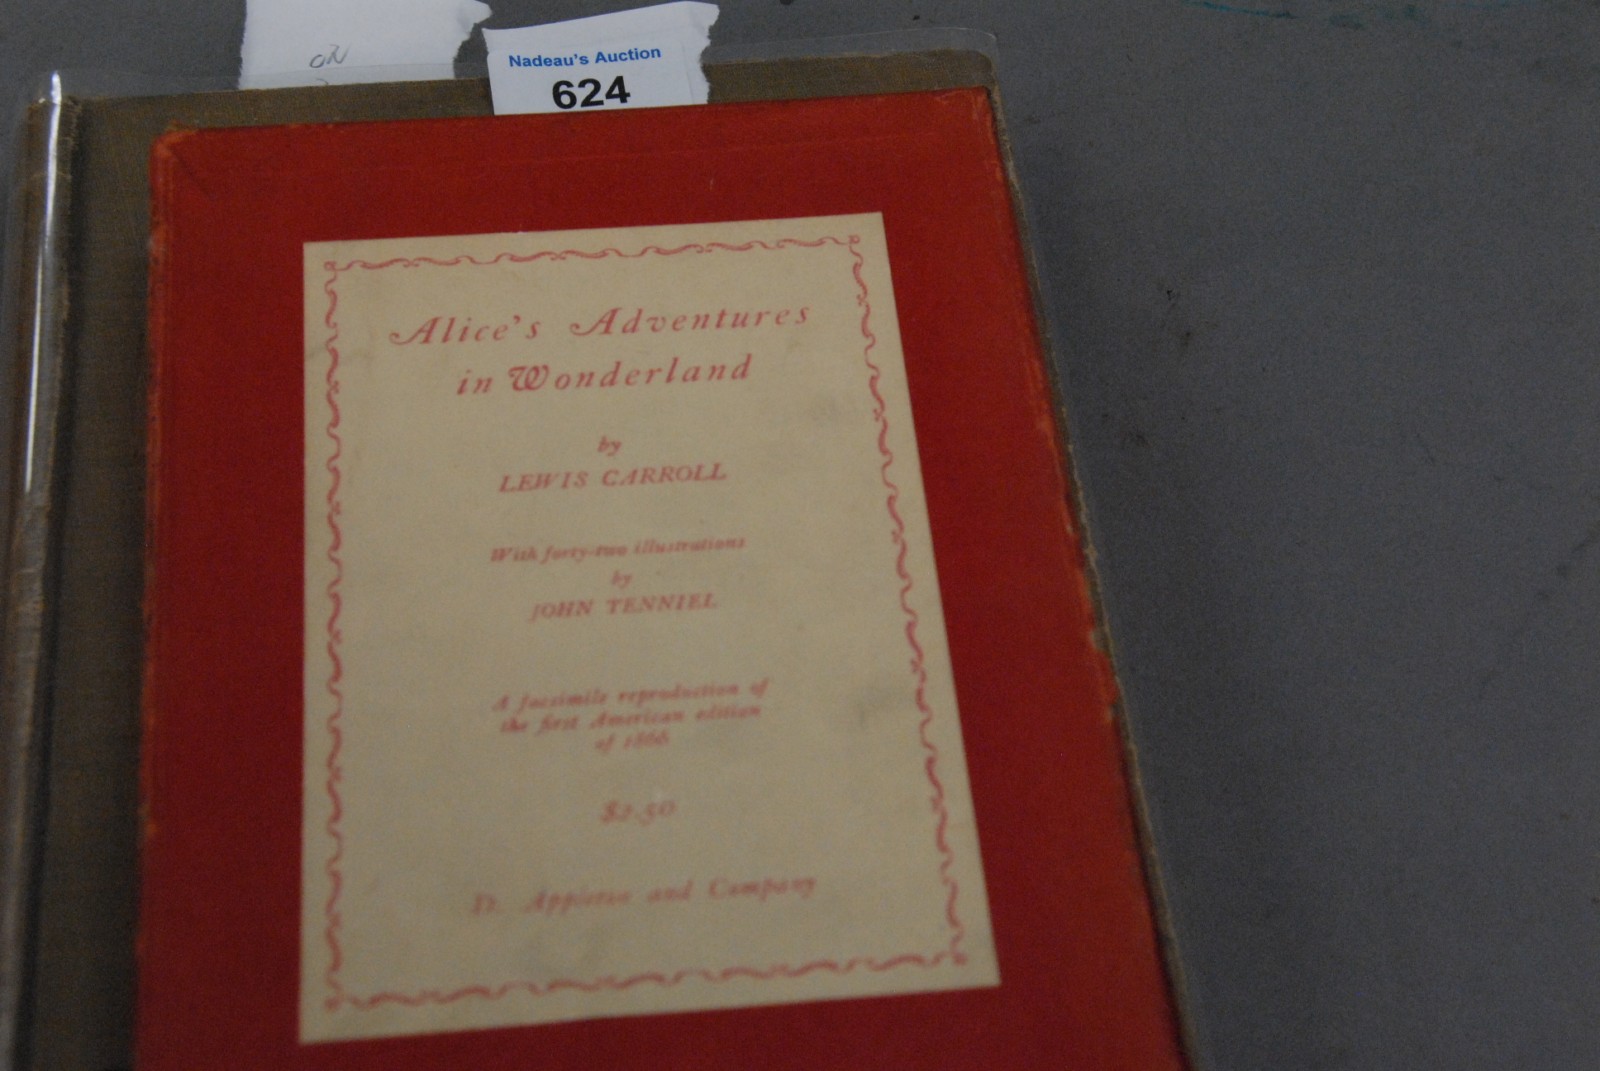 ON
Nadeau's Auction
624
Alice's Adventures
in Wonderland
by
LEWIS CARROLL
With forty-two illustrations
by
JOHN TENNIEL
A facsimile reproduction of
the first American edition
of 1866
$2.50
D. Appleton and Company